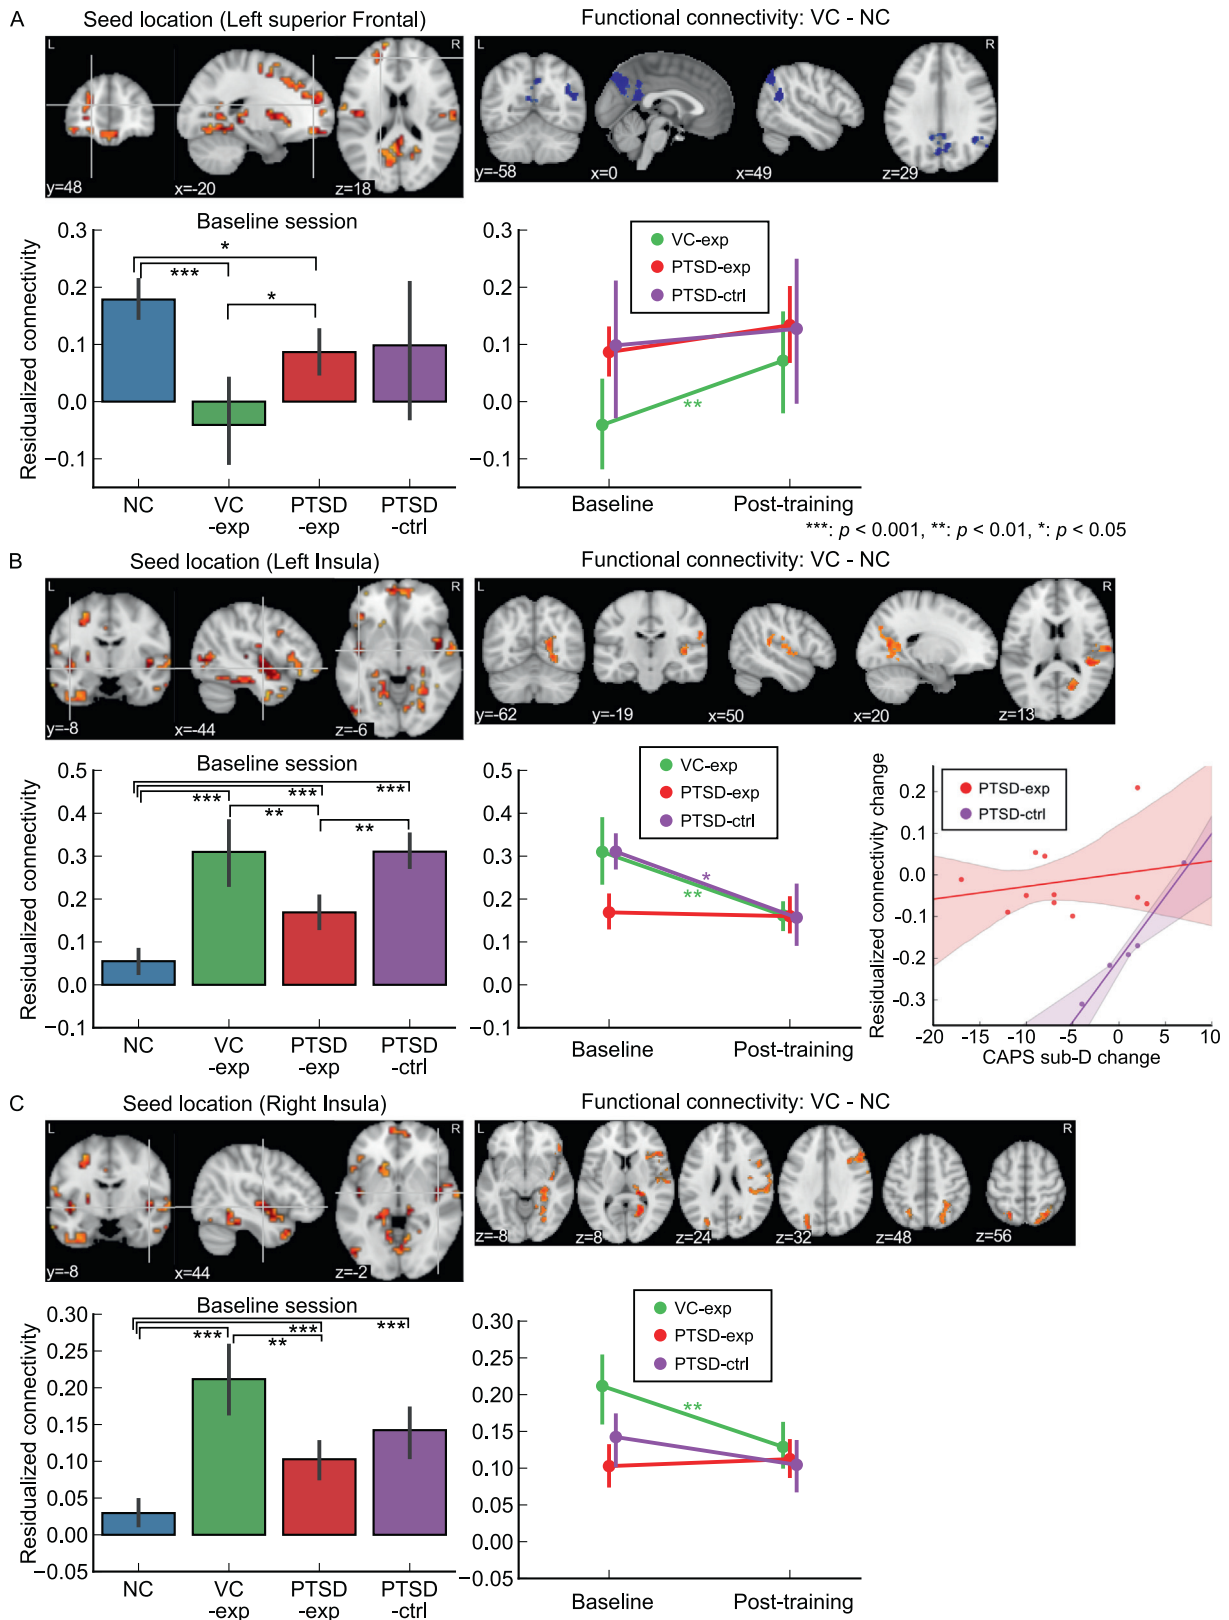 A
Seed location (Left superior Frontal)
Functional connectivity: VC - NC
L
R
y=48
x=-20
z=18
L
R
y=-58
x=0
x=49
z=29
Baseline session
Residualized connectivity
0.3
0.2
0.1
0.0
−0.1
*
***
*
NC
VC
-exp
PTSD
-exp
PTSD
-ctrl
0.3
0.2
0.1
0.0
−0.1
VC-exp
PTSD-exp
PTSD-ctrl
**
Baseline
Post-training
***: p < 0.001, **: p < 0.01, *: p < 0.05
B
Seed location (Left Insula)
Functional connectivity: VC - NC
L
R
y=-8
x=-44
z=-6
L
R
y=-62
y=-19
x=50
x=20
z=13
Baseline session
Residualized connectivity
0.5
0.4
0.3
0.2
0.1
0.0
−0.1
***
***
***
**
**
NC
VC
-exp
PTSD
-exp
PTSD
-ctrl
0.5
0.4
0.3
0.2
0.1
0.0
−0.1
VC-exp
PTSD-exp
PTSD-ctrl
*
**
Baseline
Post-training
Residualized connectivity change
0.2
0.1
0.0
-0.1
-0.2
-0.3
PTSD-exp
PTSD-ctrl
-20
-15
-10
-5
0
5
10
CAPS sub-D change
C
Seed location (Right Insula)
Functional connectivity: VC - NC
L
R
y=-8
x=44
z=-2
L
R
z=-8
z=8
z=24
z=32
z=48
z=56
Baseline session
Residualized connectivity
0.30
0.25
0.20
0.15
0.10
0.05
0.00
−0.05
***
***
***
**
NC
VC
-exp
PTSD
-exp
PTSD
-ctrl
0.30
0.25
0.20
0.15
0.10
0.05
0.00
−0.05
VC-exp
PTSD-exp
PTSD-ctrl
**
Baseline
Post-training